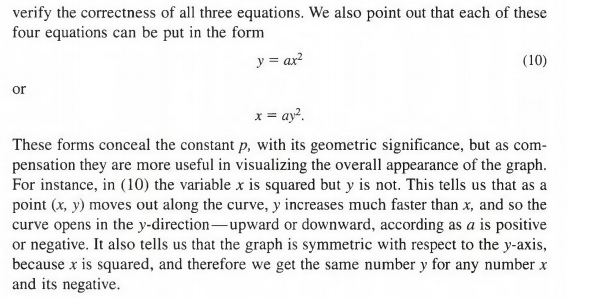 verify the correctness of all three equations. We also point out that each of these
four equations can be put in the form
y = ax² (10)
or
x = ay².
These forms conceal the constant p, with its geometric significance, but as com-
pensation they are more useful in visualizing the overall appearance of the graph.
For instance, in (10) the variable x is squared but y is not. This tells us that as a
point (x, y) moves out along the curve, y increases much faster than x, and so the
curve opens in the y-direction—upward or downward, according as a is positive
or negative. It also tells us that the graph is symmetric with respect to the y-axis,
because x is squared, and therefore we get the same number y for any number x
and its negative.